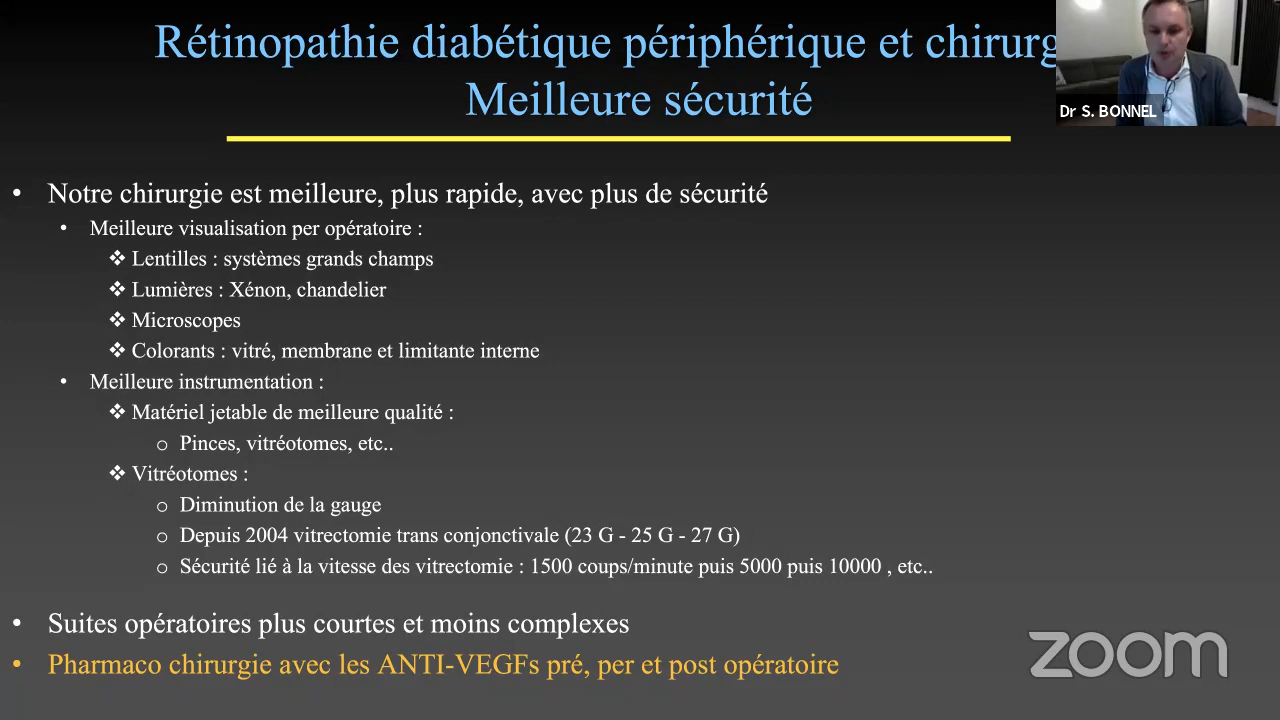 Rétinopathie diabétique périphérique et chirurg
Meilleure sécurité
Dr S. BONNEL
• Notre chirurgie est meilleure, plus rapide, avec plus de sécurité
• Meilleure visualisation per opératoire :
❖ Lentilles : systèmes grands champs
❖ Lumières : Xénon, chandelier
❖ Microscopes
❖ Colorants : vitré, membrane et limitante interne
• Meilleure instrumentation :
❖ Matériel jetable de meilleure qualité :
o Pinces, vitréotomes, etc..
❖ Vitréotomes :
o Diminution de la gauge
o Depuis 2004 vitrectomie trans conjonctivale (23 G - 25 G - 27 G)
o Sécurité lié à la vitesse des vitrectomie : 1500 coups/minute puis 5000 puis 10000 , etc..
• Suites opératoires plus courtes et moins complexes
• Pharmaco chirurgie avec les ANTI-VEGFs pré, per et post opératoire
zoom